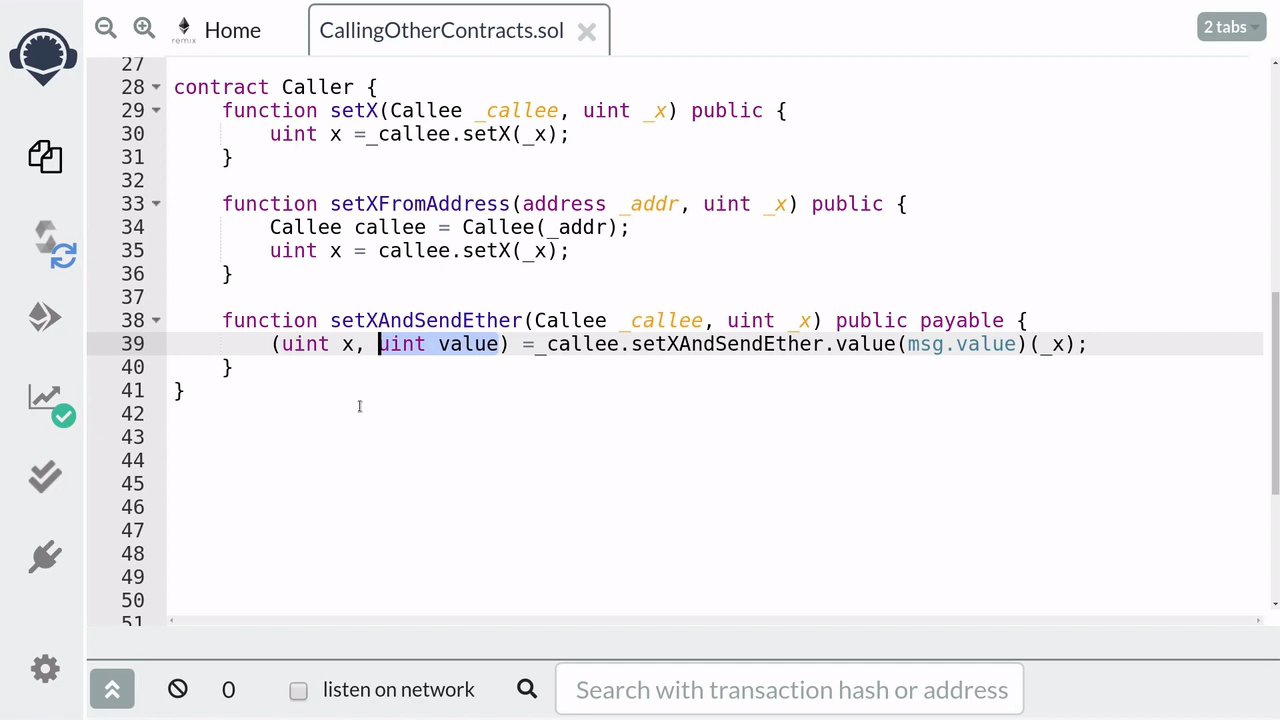 remix
Home
CallingOtherContracts.sol
2 tabs
27
28 contract Caller {
29 function setX(Callee _callee, uint _x) public {
30 uint x =_callee.setX(_x);
31 }
32
33 function setXFromAddress(address _addr, uint _x) public {
34 Callee callee = Callee(_addr);
35 uint x = callee.setX(_x);
36 }
37
38 function setXAndSendEther(Callee _callee, uint _x) public payable {
39 (uint x, uint value) =_callee.setXAndSendEther.value(msg.value)(_x);
40 }
41 }
42
43
44
45
46
47
48
49
50
51
0
listen on network
Search with transaction hash or address